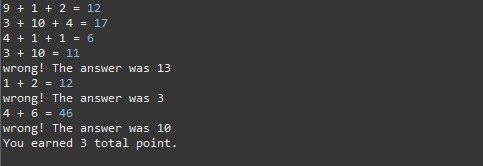 9 + 1 + 2 = 12
3 + 10 + 4 = 17
4 + 1 + 1 = 6
3 + 10 = 11
wrong! The answer was 13
1 + 2 = 12
wrong! The answer was 3
4 + 6 = 46
wrong! The answer was 10
You earned 3 total point.